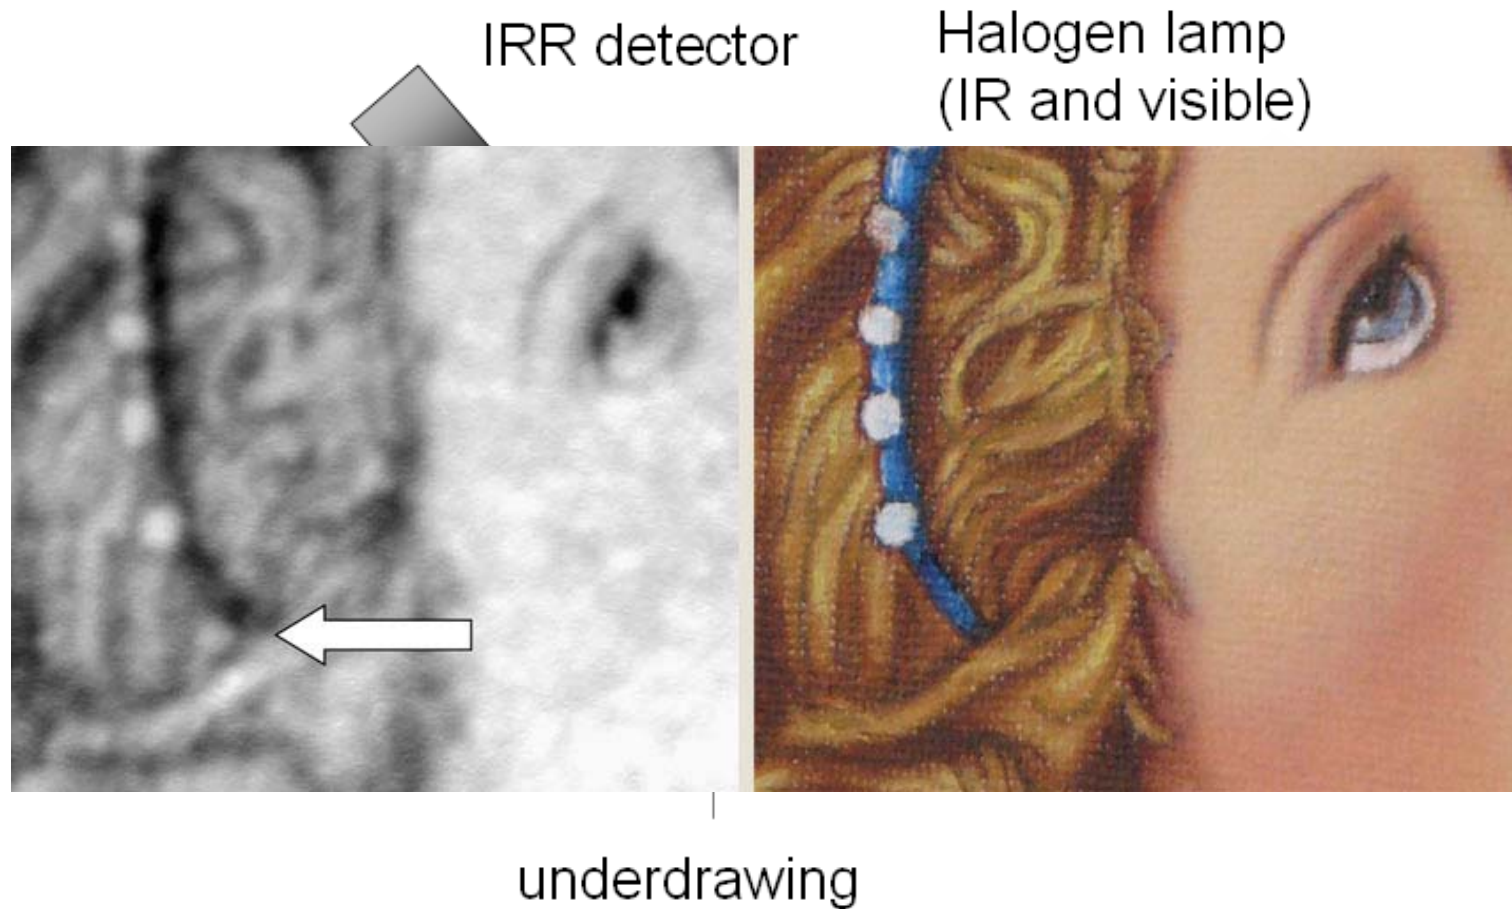 IRR detector
Halogen lamp
(IR and visible)
underdrawing